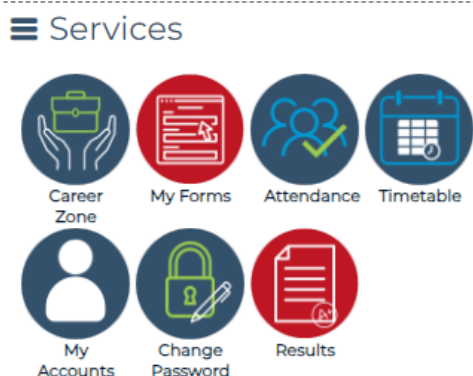 Services
Career
Zone
My Forms
Attendance
Timetable
My
Accounts
Change
Password
Results